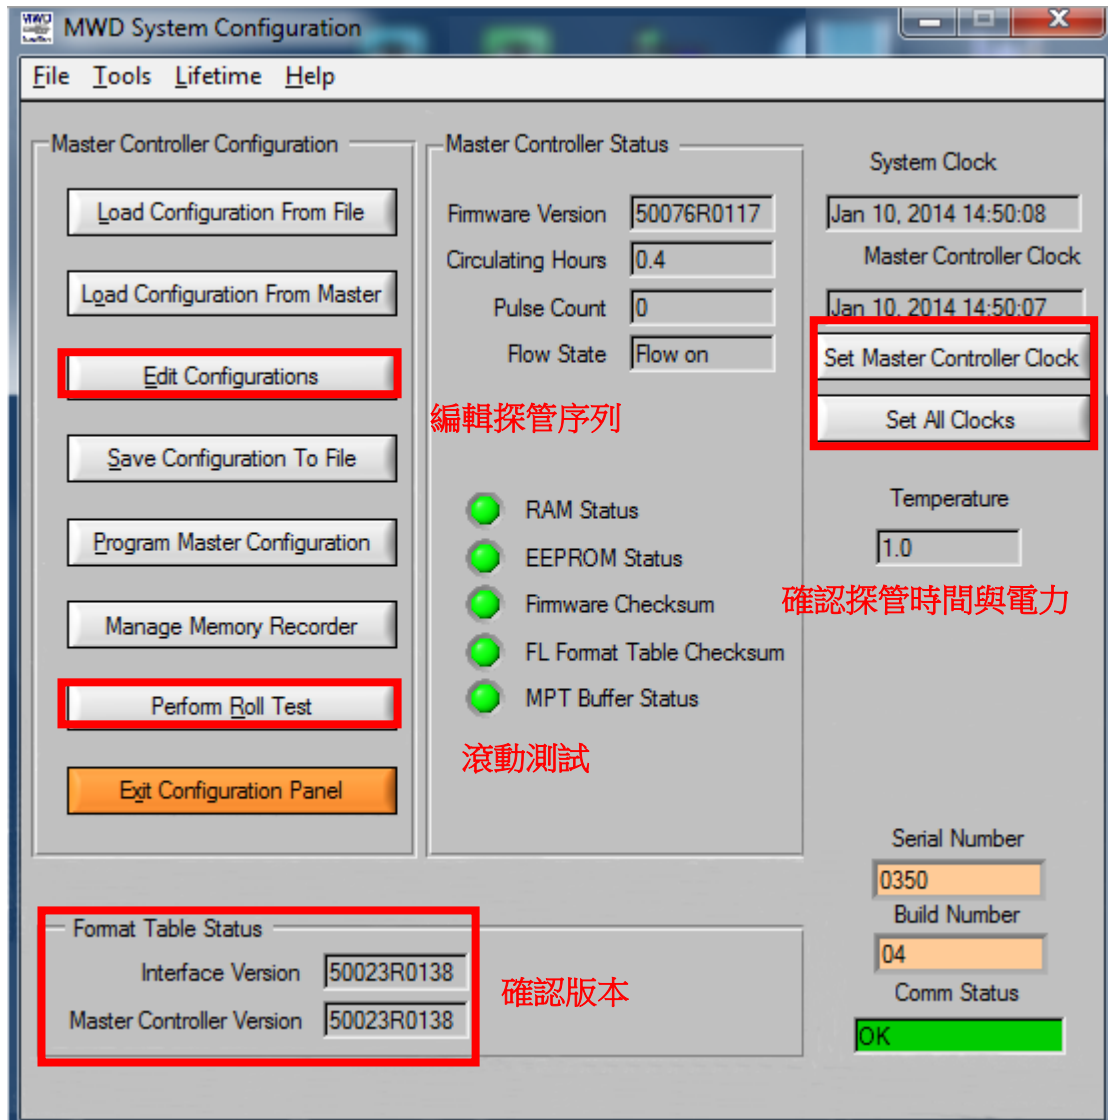 MWD System Configuration
File Tools Lifetime Help
Master Controller Configuration
Load Configuration From File
Load Configuration From Master
Edit Configurations
Save Configuration To File
Program Master Configuration
Manage Memory Recorder
Perform Roll Test
Exit Configuration Panel
Master Controller Status
Firmware Version 50076R0117
Circulating Hours 0.4
Pulse Count 0
Flow State Flow on
編輯探管序列
RAM Status
EEPROM Status
Firmware Checksum
FL Format Table Checksum
MPT Buffer Status
滾動測試
System Clock
Jan 10, 2014 14:50:08
Master Controller Clock
Jan 10, 2014 14:50:07
Set Master Controller Clock
Set All Clocks
Temperature
1.0
確認探管時間與電力
Serial Number
0350
Build Number
04
Comm Status
OK
Format Table Status
Interface Version 50023R0138
Master Controller Version 50023R0138
確認版本